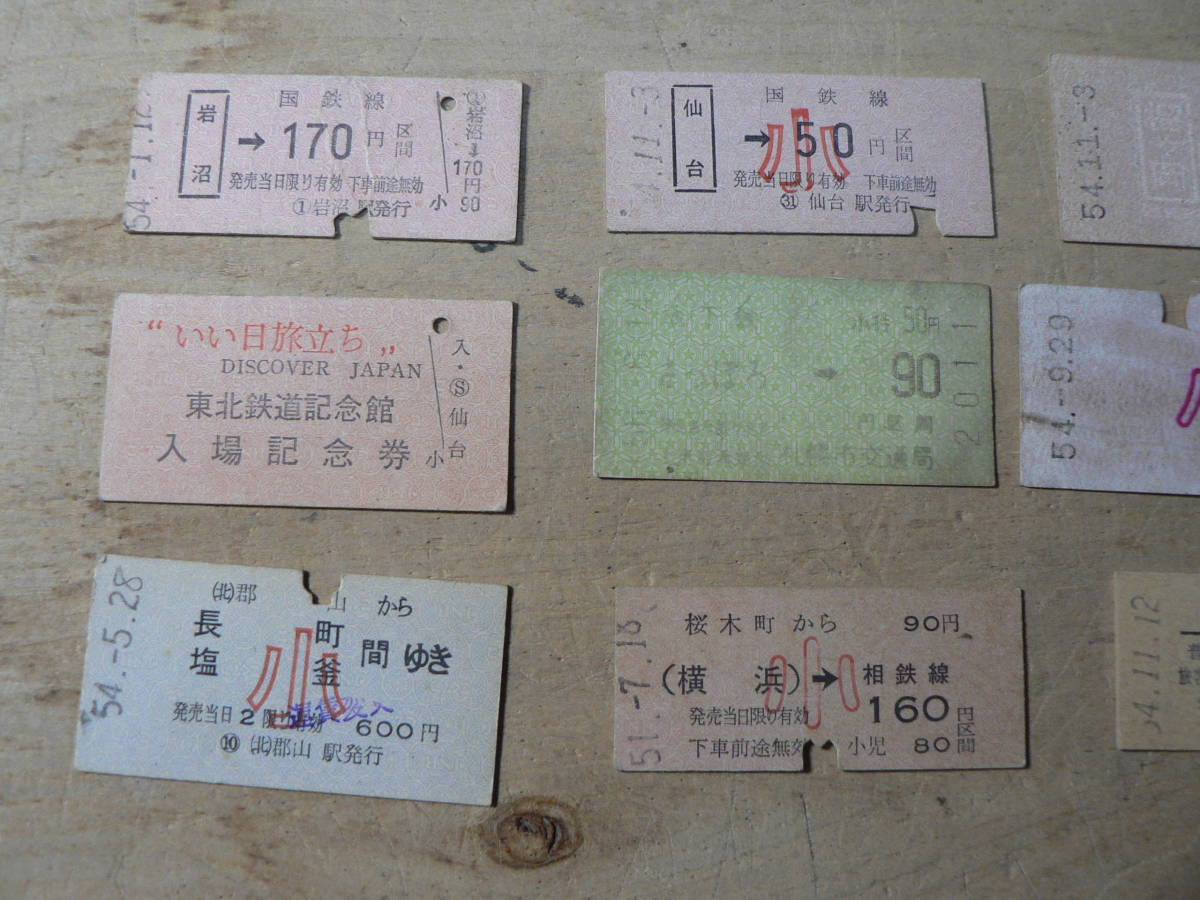 54.-1.12
岩沼
国鉄線
→170円区間
発売当日限り有効 下車前途無効
①岩沼 駅発行
岩沼
170円
小 90
11.-3
仙台
国鉄線
小
→50円区間
発売当日限り有効 下車前途無効
㉛ 仙台 駅発行
54.11.-3
"いい日旅立ち„
DISCOVER JAPAN
東北鉄道記念館
入場記念券
入・Ⓢ仙台
小
さっぽろ → 90
円区間
市交通局
2011
54.-9.29
54.-5.28
(北)郡 山 から
長町
塩釜
間 ゆき
小
発売当日2限り有効 600円
⑩(北)郡山 駅発行
51.-7.1
桜木町から 90円
(横浜)→相鉄線
小
発売当日限り有効 160円区間
下車前途無効 小児 80
54.11.12